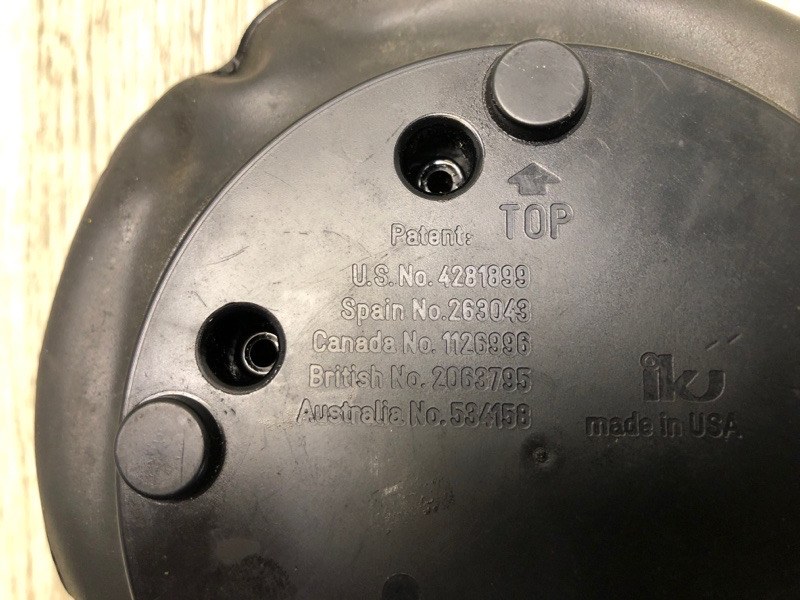 TOP
Patent:
U.S. No. 4281899
Spain No. 263043
Canada No. 1126996
British No. 2063795
Australia No. 534158
iku
made in USA